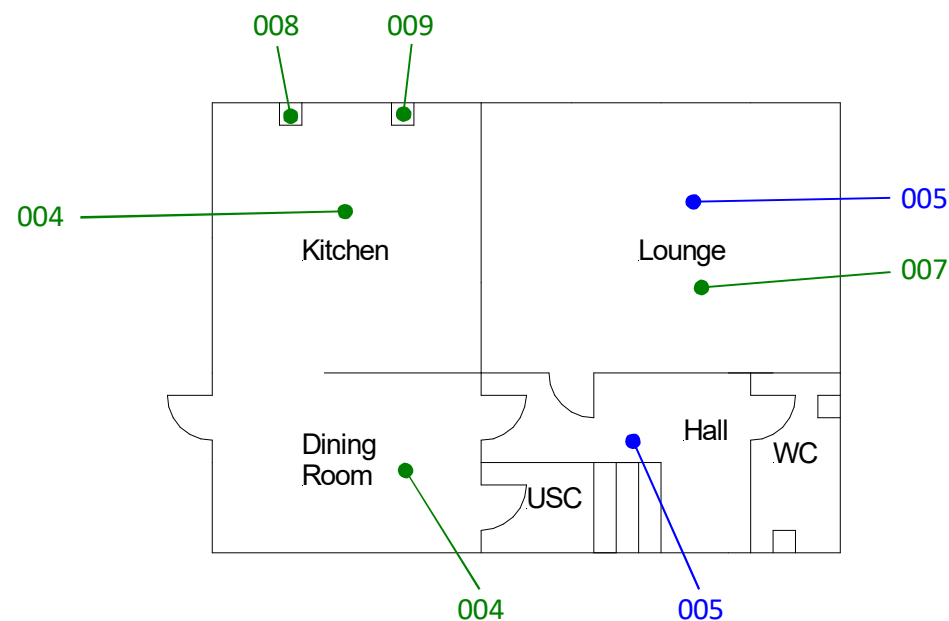 008
009
004
005
Kitchen
Lounge
007
Hall
Dining
Room
WC
USC
004
005